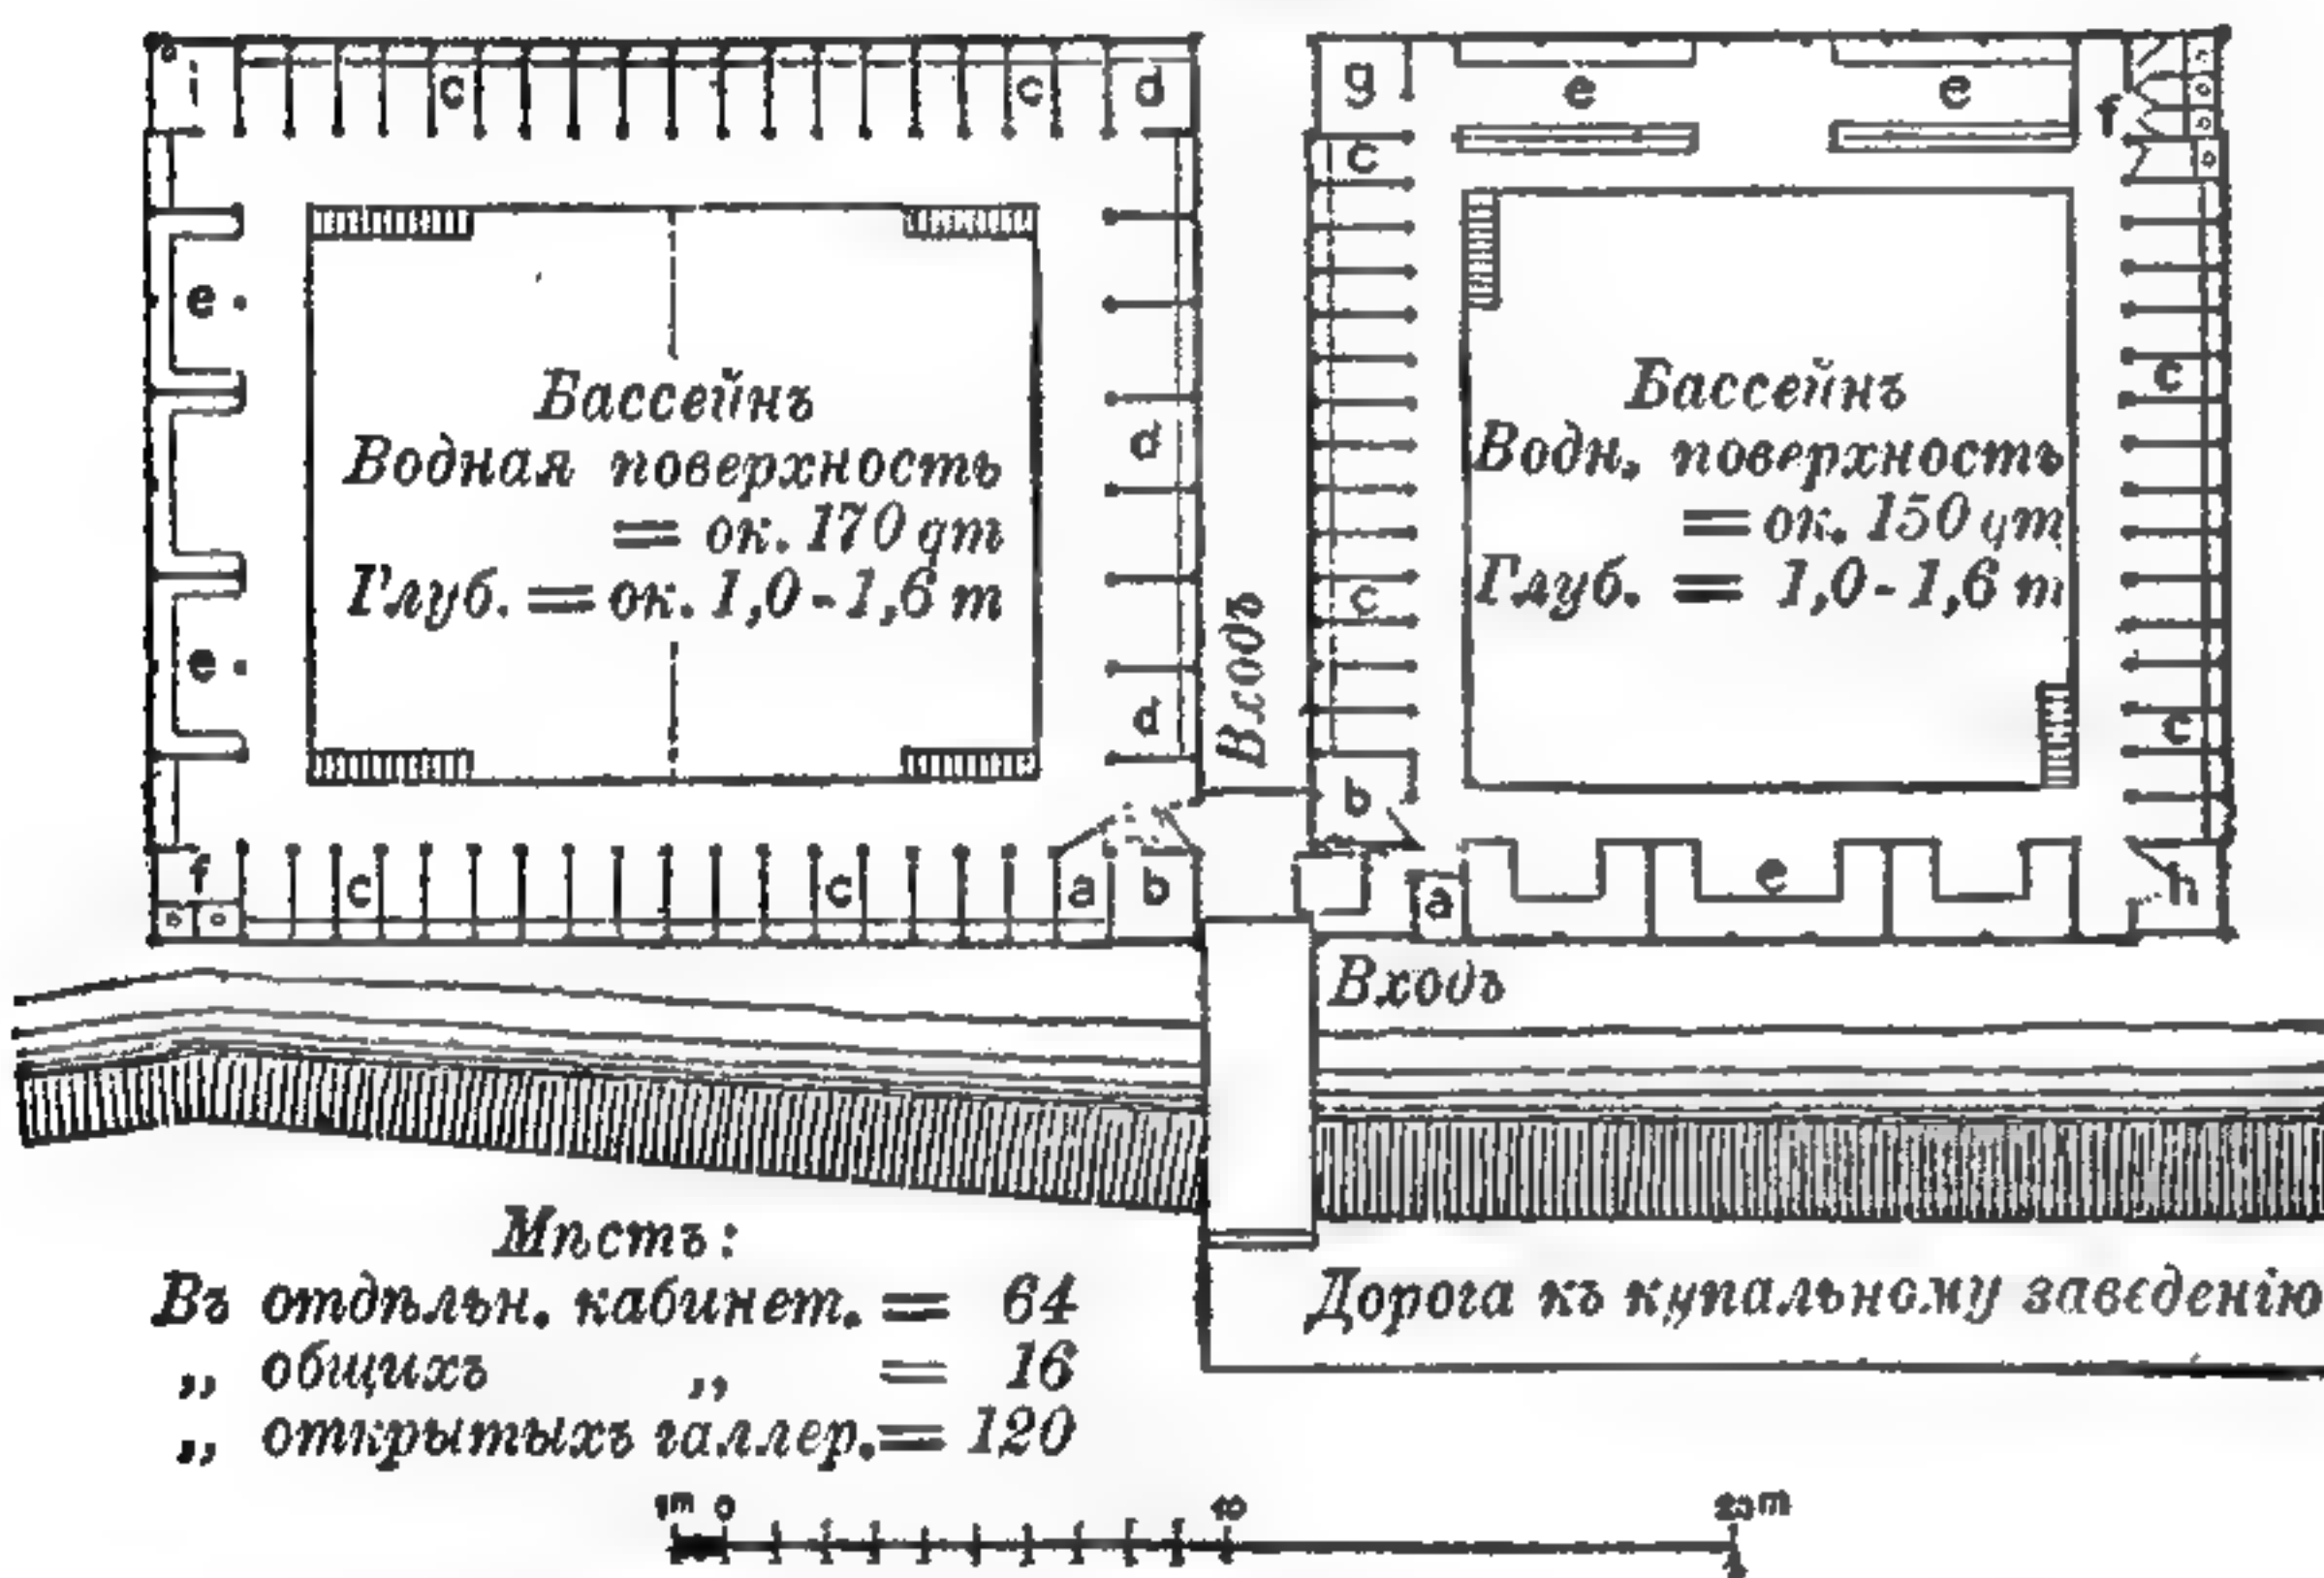 i c c d
g e e f
c
e
Бассейнъ
Водная поверхность
= ок. 170 qm
Глуб. = ок. 1,0-1,6 m
d
e
d
f c c a b
Входъ
Бассейнъ
Водн. поверхность
= ок. 150 qm
Глуб. = 1,0-1,6 m
c
c
c
b
a e h
Входъ
Дорога къ купальному заведенію
Мѣстъ:
Въ отдѣльн. кабинет. = 64
„ общихъ „ = 16
„ открытыхъ галлер. = 120
1m 0 10 20 m